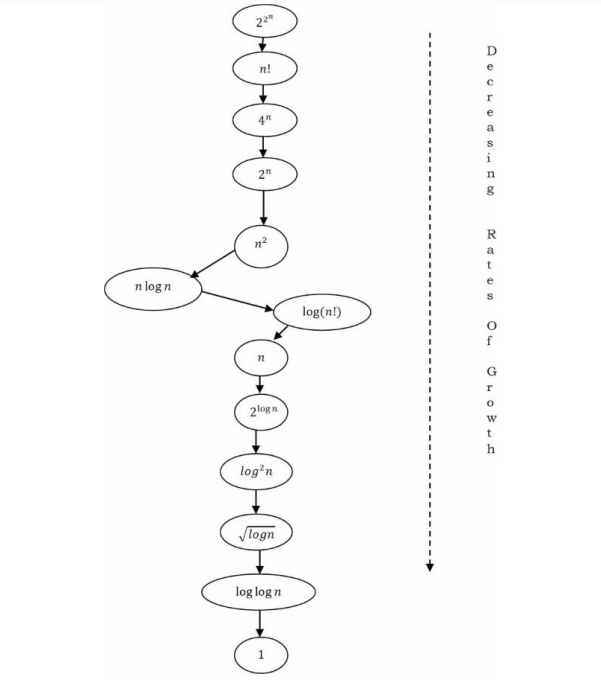 2^{2^n}
n!
4^n
2^n
n^2
n log n
log(n!)
n
2^{log n}
log^2 n
√logn
log log n
1
Decreasing Rates Of Growth